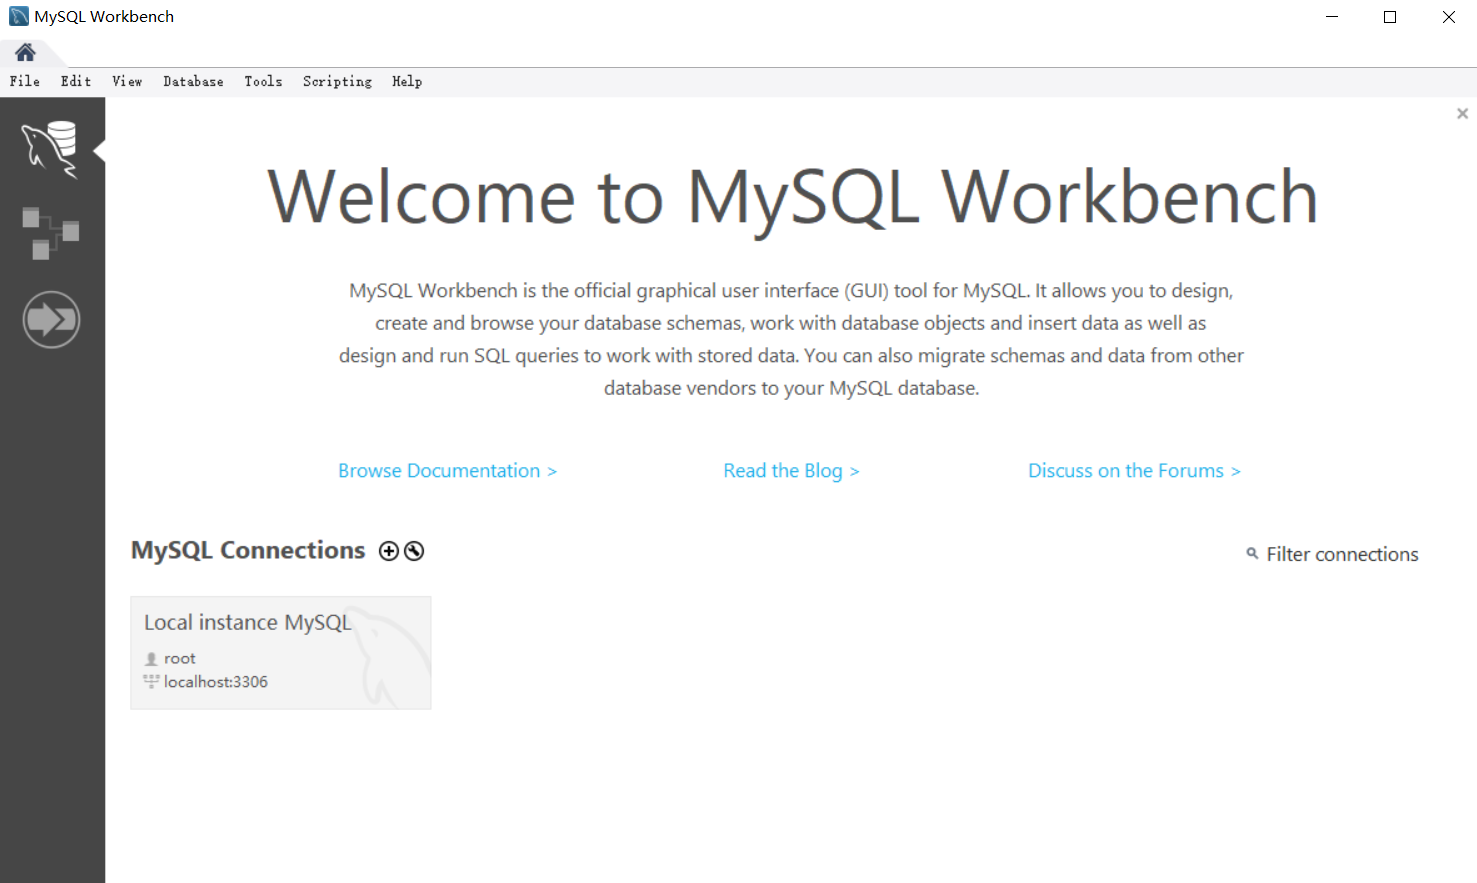 MySQL Workbench
File Edit View Database Tools Scripting Help
Welcome to MySQL Workbench
MySQL Workbench is the official graphical user interface (GUI) tool for MySQL. It allows you to design,
create and browse your database schemas, work with database objects and insert data as well as
design and run SQL queries to work with stored data. You can also migrate schemas and data from other
database vendors to your MySQL database.
Browse Documentation > Read the Blog > Discuss on the Forums >
MySQL Connections Filter connections
Local instance MySQL
root
localhost:3306